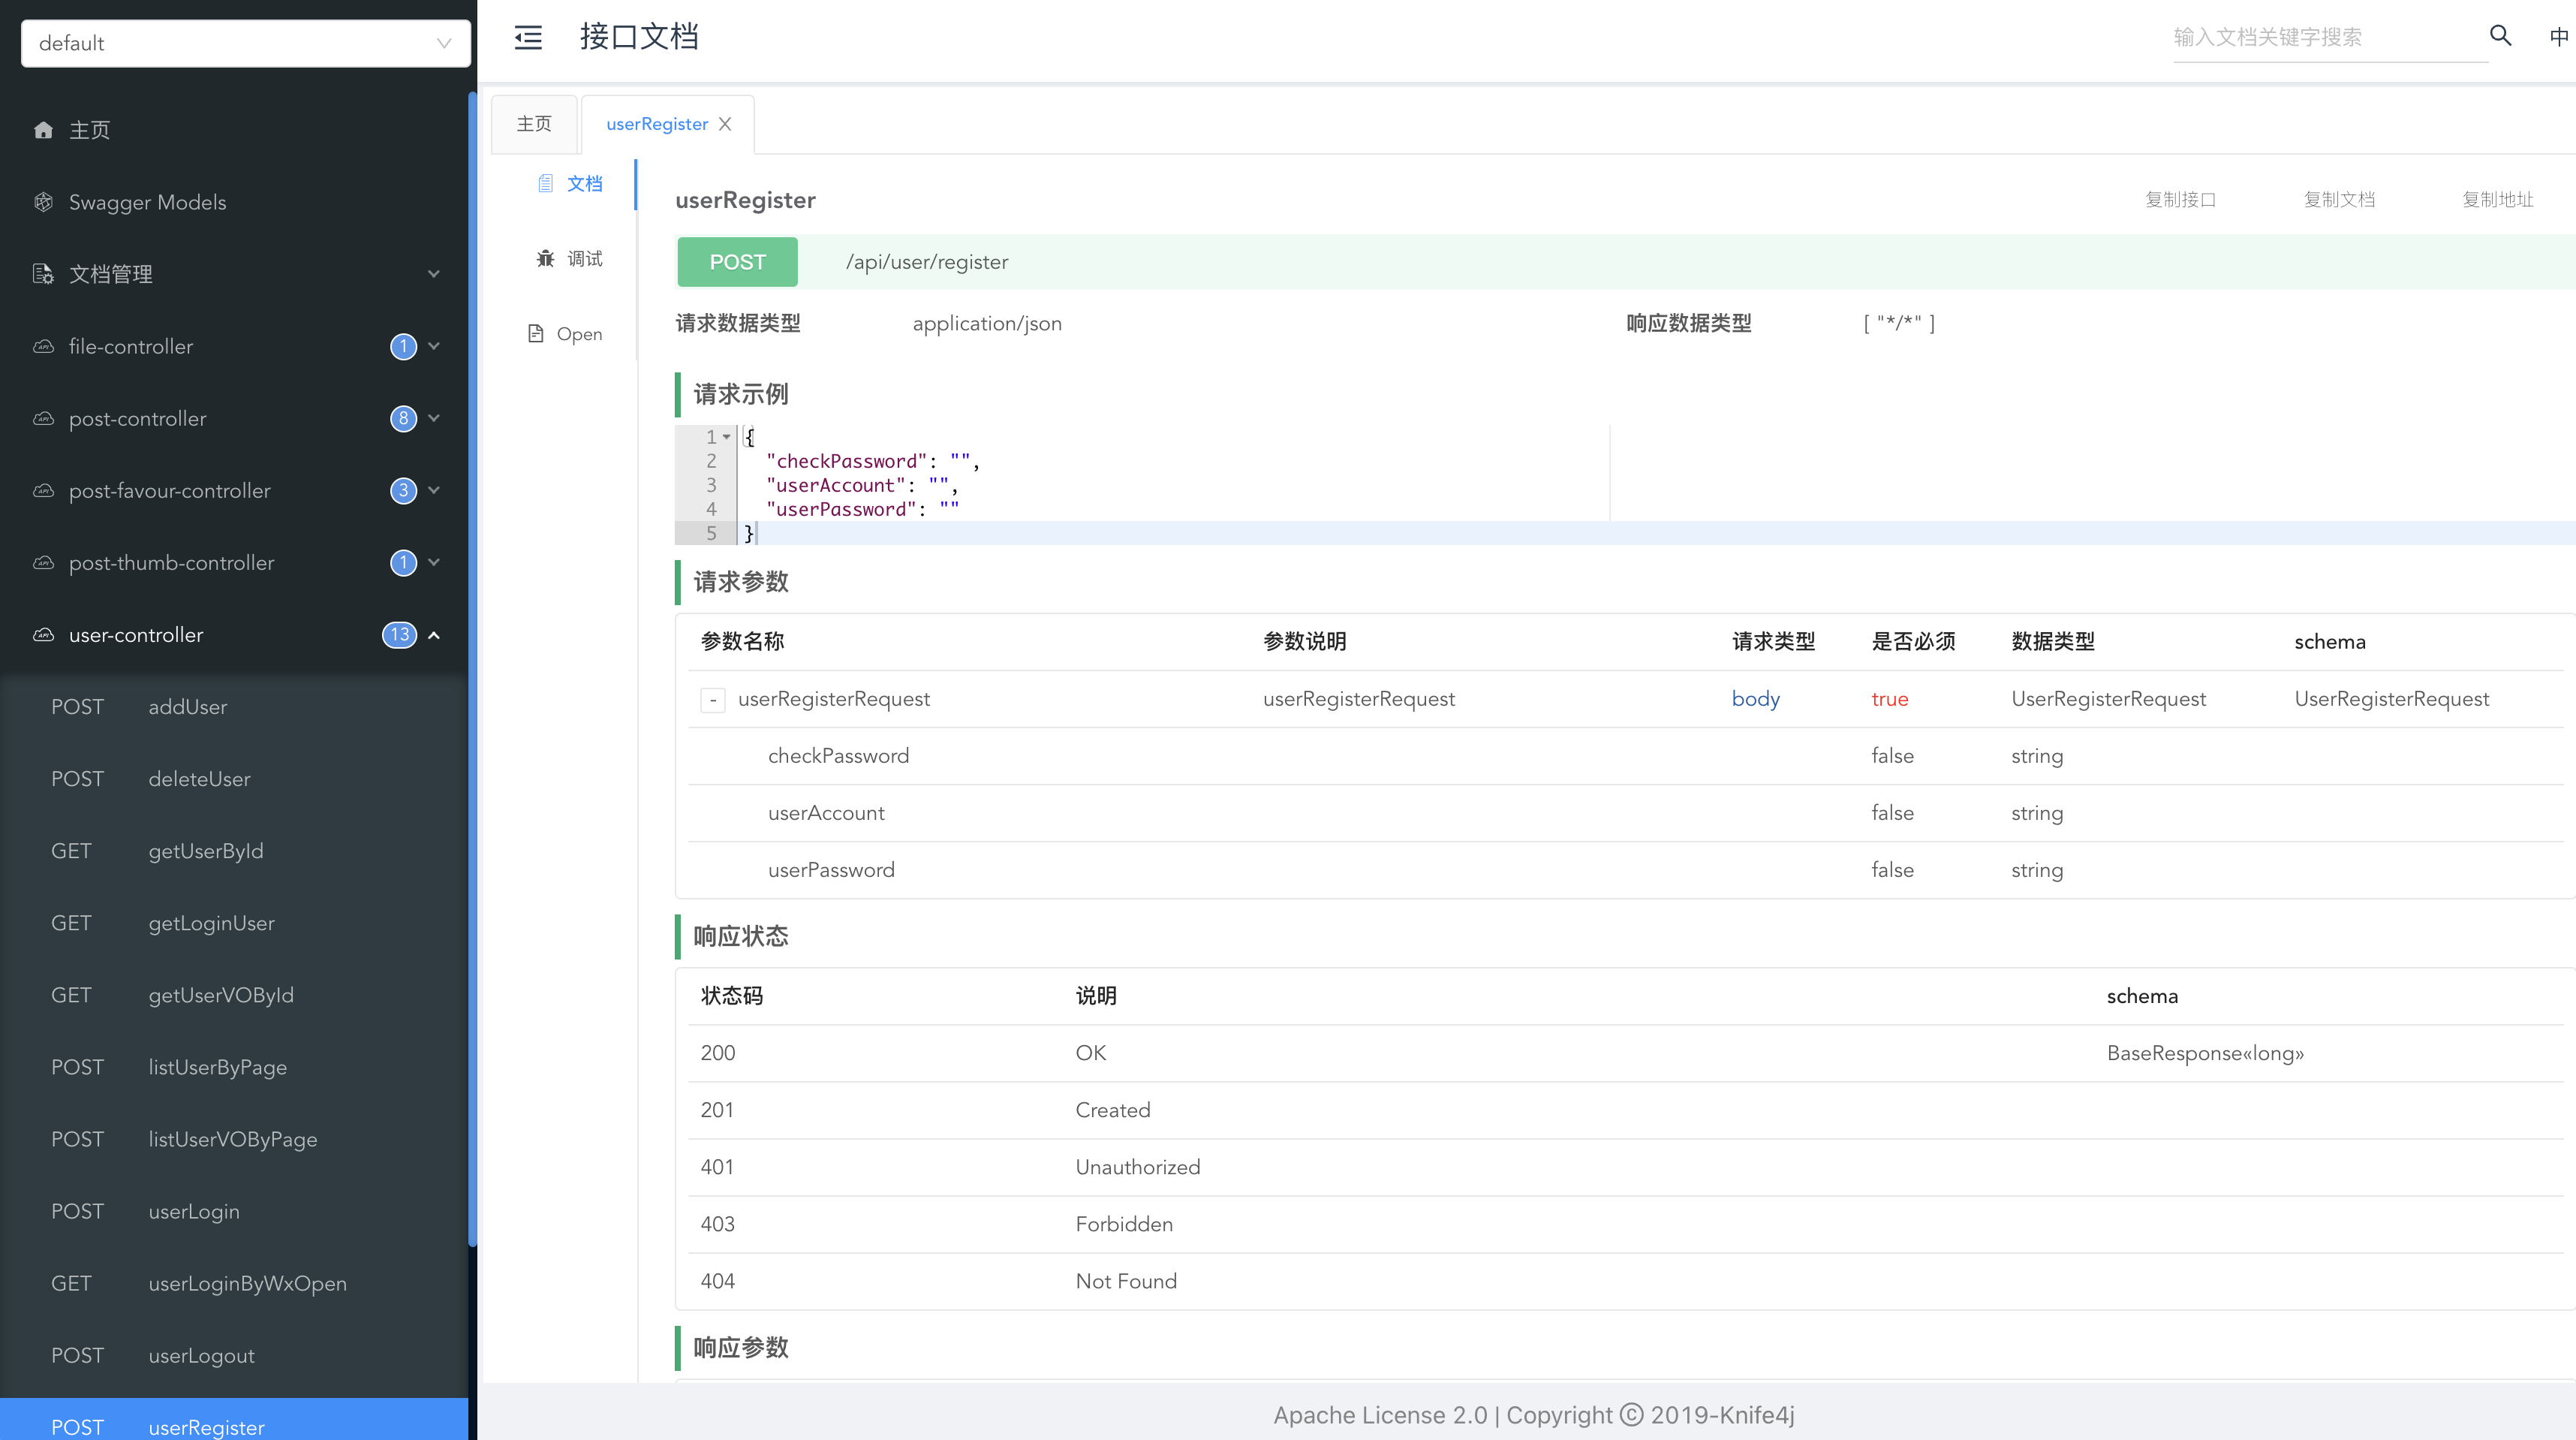 default
主页
Swagger Models
文档管理
file-controller 1
post-controller 8
post-favour-controller 3
post-thumb-controller 1
user-controller 13
POST addUser
POST deleteUser
GET getUserById
GET getLoginUser
GET getUserVOById
POST listUserByPage
POST listUserVOByPage
POST userLogin
GET userLoginByWxOpen
POST userLogout
POST userRegister
接口文档
输入文档关键字搜索
中
主页 userRegister
文档
调试
Open
userRegister 复制接口 复制文档 复制地址
POST /api/user/register
请求数据类型 application/json 响应数据类型 [ "*/*" ]
请求示例
1 {
2 "checkPassword": "",
3 "userAccount": "",
4 "userPassword": ""
5 }
请求参数
参数名称 参数说明 请求类型 是否必须 数据类型 schema
- userRegisterRequest userRegisterRequest body true UserRegisterRequest UserRegisterRequest
checkPassword false string
userAccount false string
userPassword false string
响应状态
状态码 说明 schema
200 OK BaseResponse«long»
201 Created
401 Unauthorized
403 Forbidden
404 Not Found
响应参数
Apache License 2.0 | Copyright © 2019-Knife4j